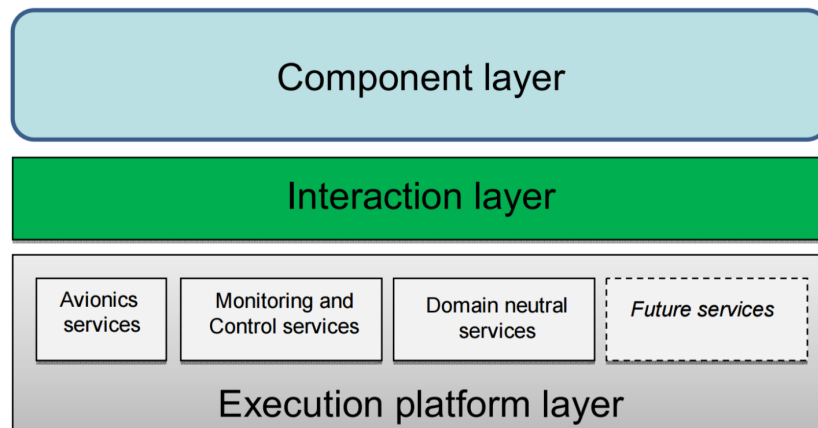 Component layer
Interaction layer
Avionics
services
Monitoring and
Control services
Domain neutral
services
Future services
Execution platform layer